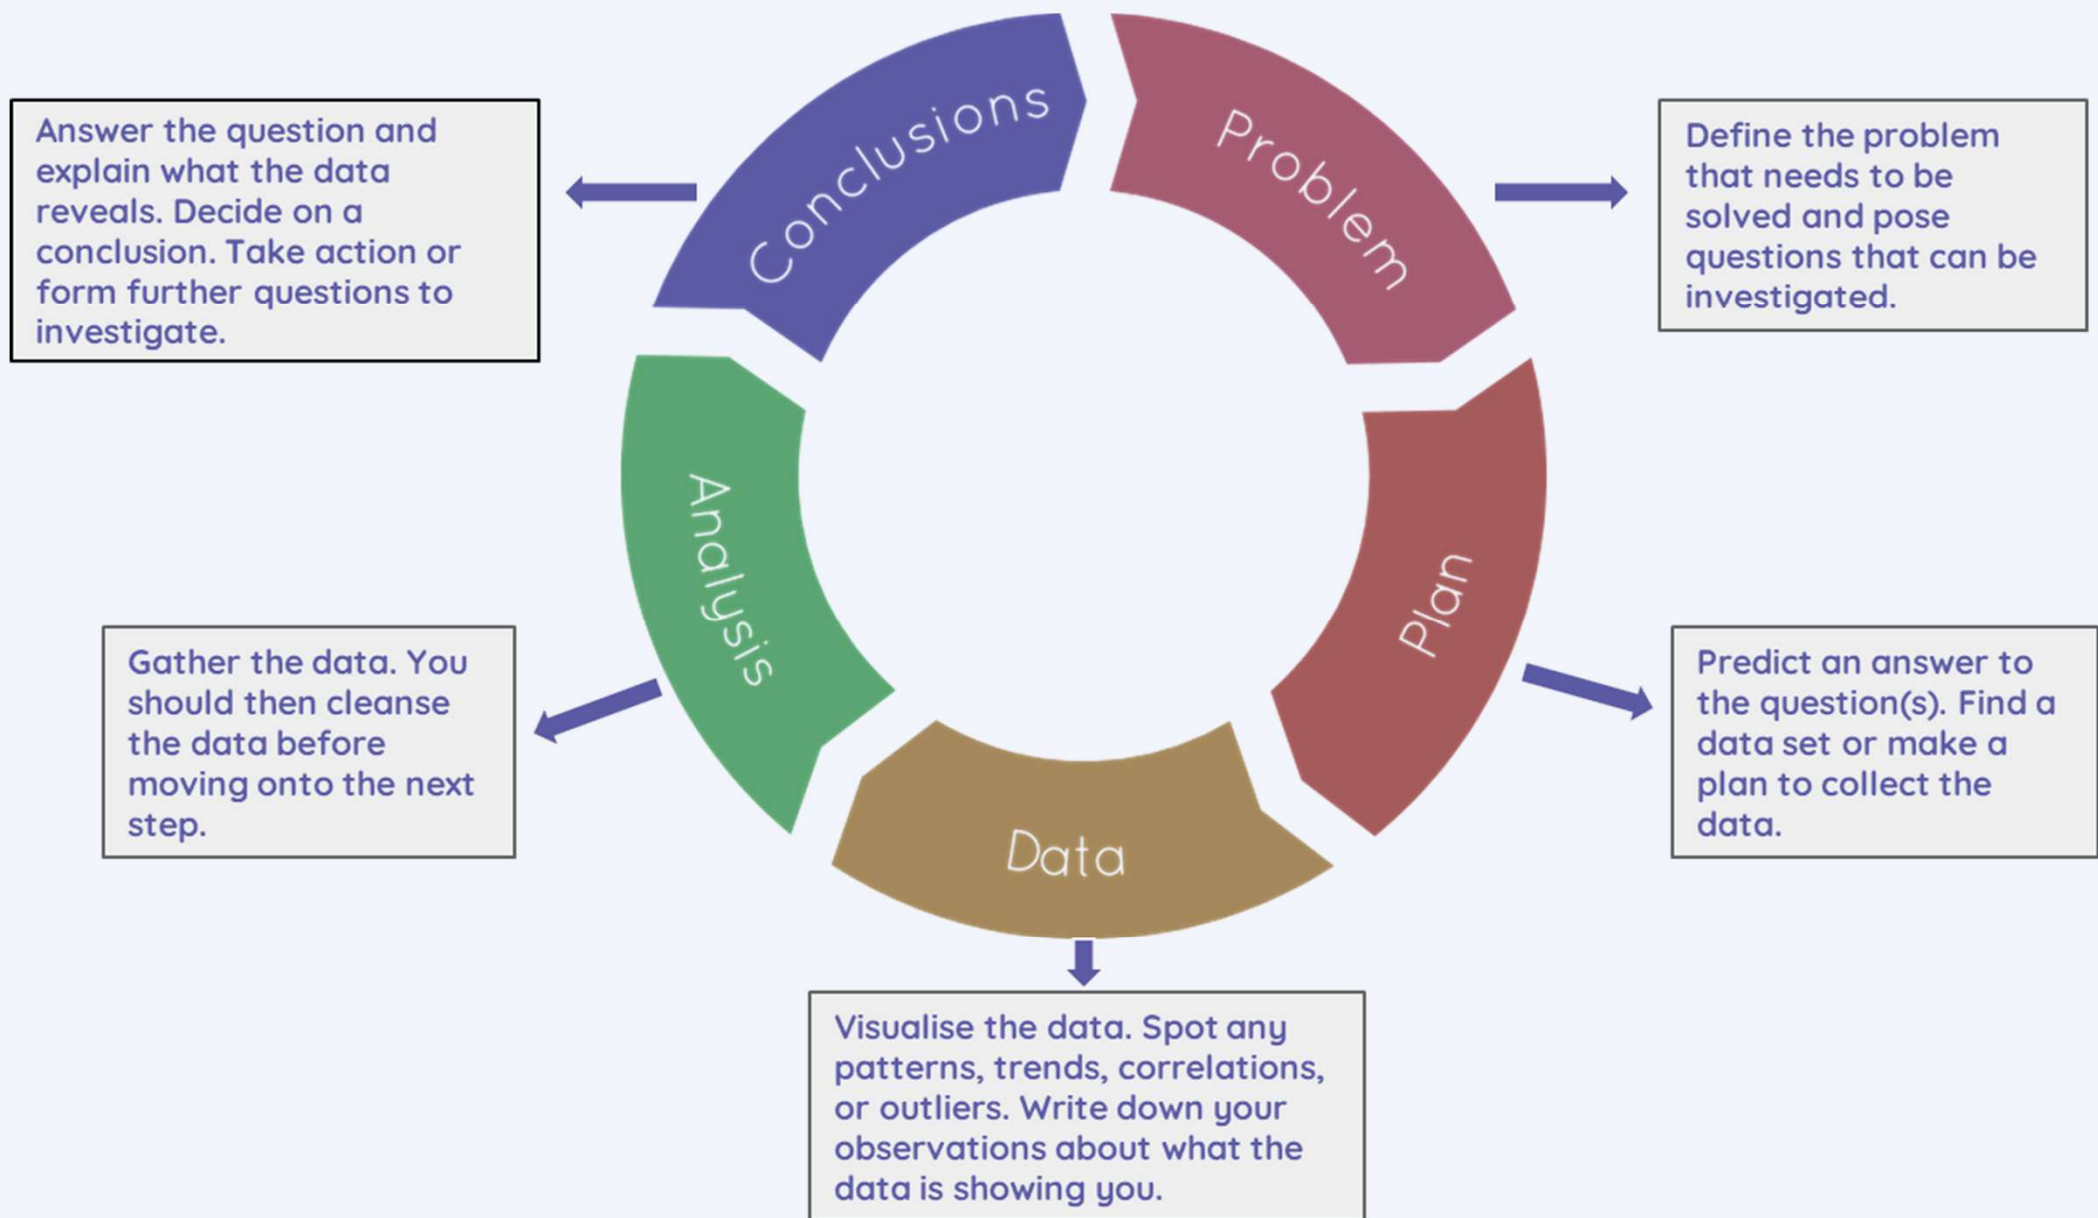 Conclusions
Problem
Answer the question and
explain what the data
reveals. Decide on a
conclusion. Take action or
form further questions to
investigate.
Define the problem
that needs to be
solved and pose
questions that can be
investigated.
Analysis
Plan
Gather the data. You
should then cleanse
the data before
moving onto the next
step.
Predict an answer to
the question(s). Find a
data set or make a
plan to collect the
data.
Data
Visualise the data. Spot any
patterns, trends, correlations,
or outliers. Write down your
observations about what the
data is showing you.